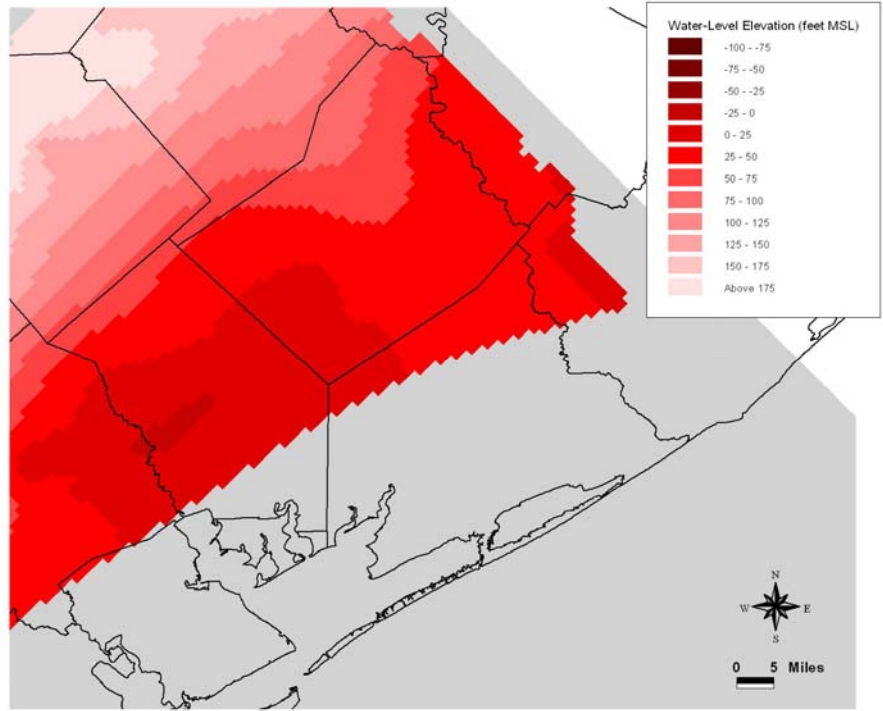 Water-Level Elevation (feet MSL)
-100 - -75
-75 - -50
-50 - -25
-25 - 0
0 - 25
25 - 50
50 - 75
75 - 100
100 - 125
125 - 150
150 - 175
Above 175
N
W E
S
0 5 Miles